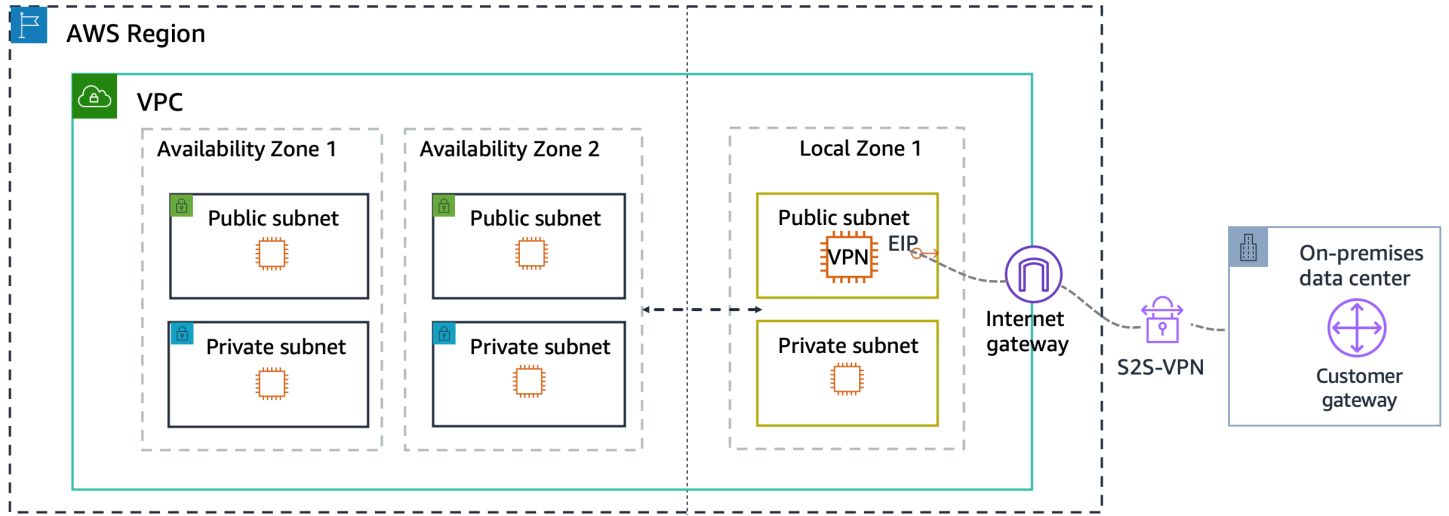 AWS Region
VPC
Availability Zone 1
Availability Zone 2
Local Zone 1
Public subnet
Public subnet
Public subnet
VPN
EIP
Private subnet
Private subnet
Private subnet
Internet
gateway
S2S-VPN
On-premises
data center
Customer
gateway